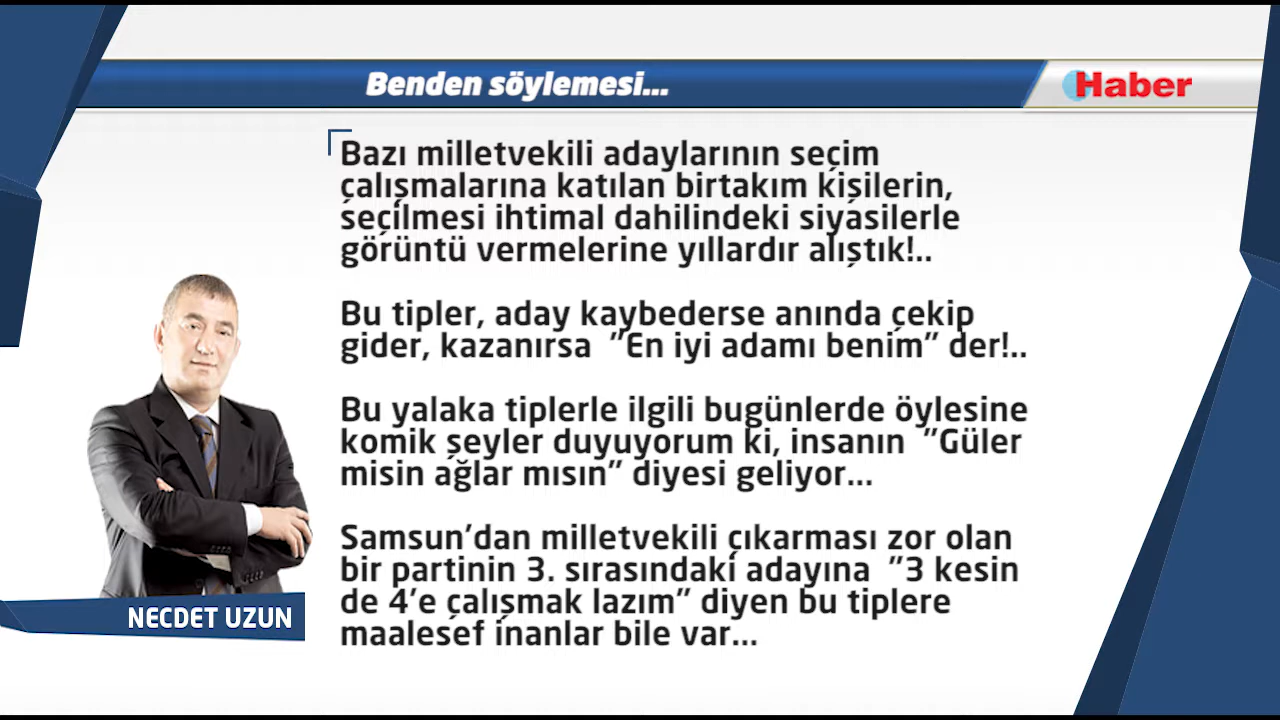 Benden söylemesi...
Haber
Bazı milletvekili adaylarının seçim
çalışmalarına katılan birtakım kişilerin,
seçilmesi ihtimal dahilindeki siyasilerle
görüntü vermelerine yıllardır alıştık!..
Bu tipler, aday kaybederse anında çekip
gider, kazanırsa "En iyi adamı benim" der!..
Bu yalaka tiplerle ilgili bugünlerde öylesine
komik şeyler duyuyorum ki, insanın "Güler
misin ağlar mısın" diyesi geliyor...
Samsun'dan milletvekili çıkarması zor olan
bir partinin 3. sırasındaki adayına "3 kesin
de 4'e çalışmak lazım" diyen bu tiplere
maalesef inanlar bile var...
NECDET UZUN